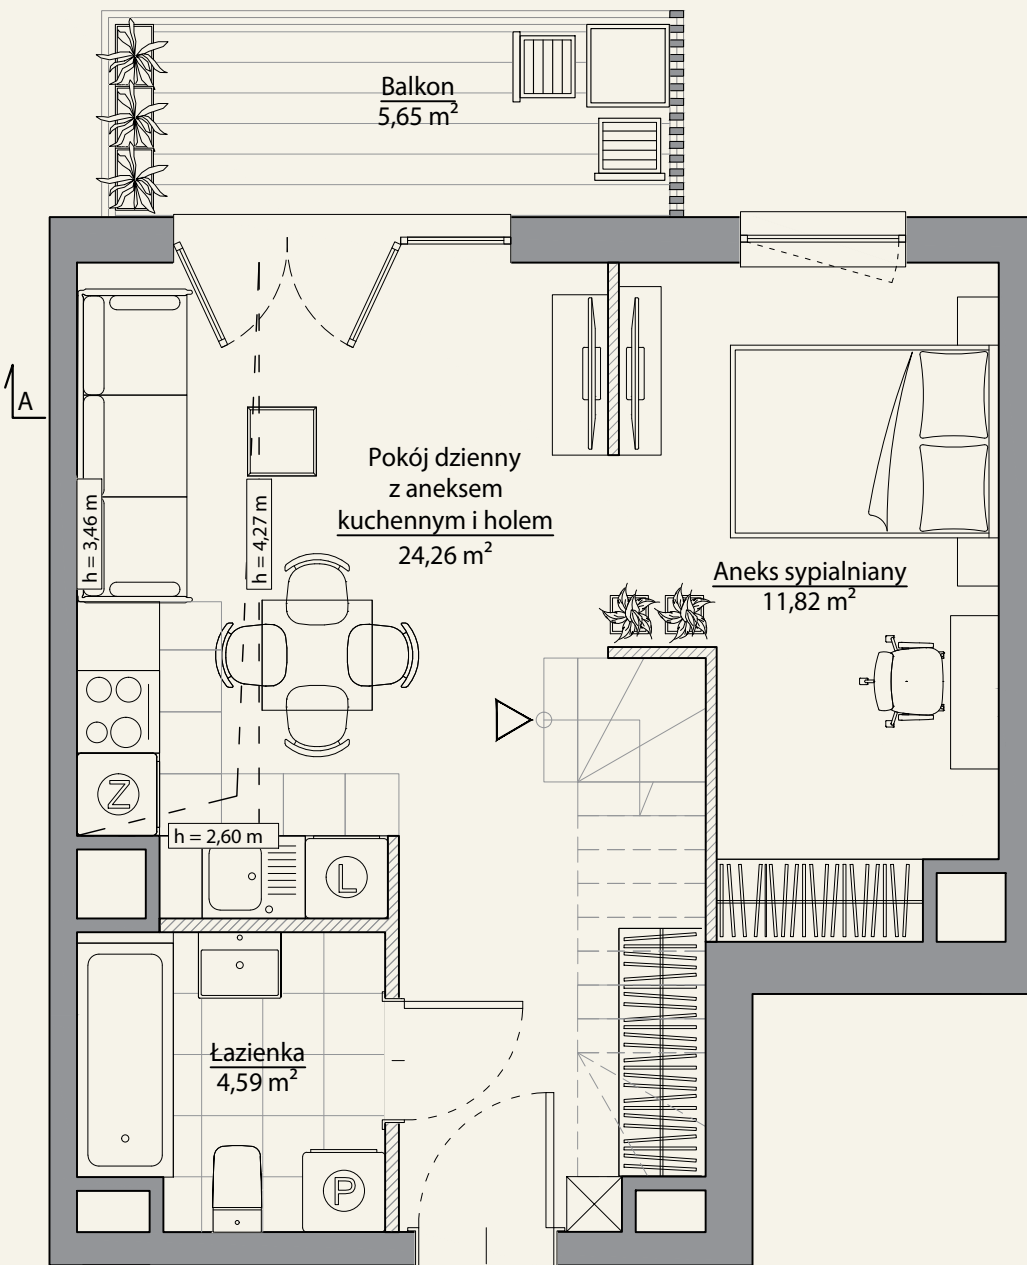 Balkon
5,65 m²
A
Pokój dzienny
z aneksem
kuchennym i holem
24,26 m²
h = 3,46 m
h = 4,27 m
Aneks sypialniany
11,82 m²
Z
h = 2,60 m
L
Łazienka
4,59 m²
P